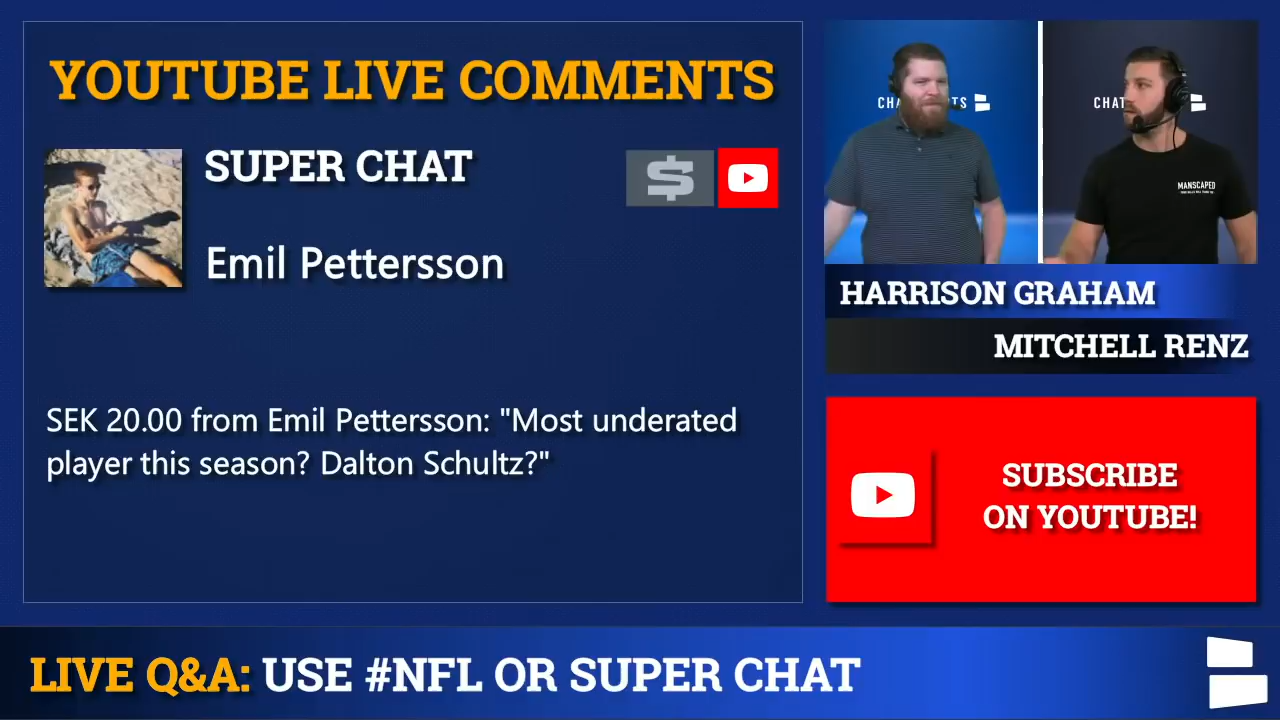 YOUTUBE LIVE COMMENTS
SUPER CHAT
$
Emil Pettersson
SEK 20.00 from Emil Pettersson: "Most underated
player this season? Dalton Schultz?"
MANSCAPED
HARRISON GRAHAM
MITCHELL RENZ
SUBSCRIBE
ON YOUTUBE!
LIVE Q&A: USE #NFL OR SUPER CHAT